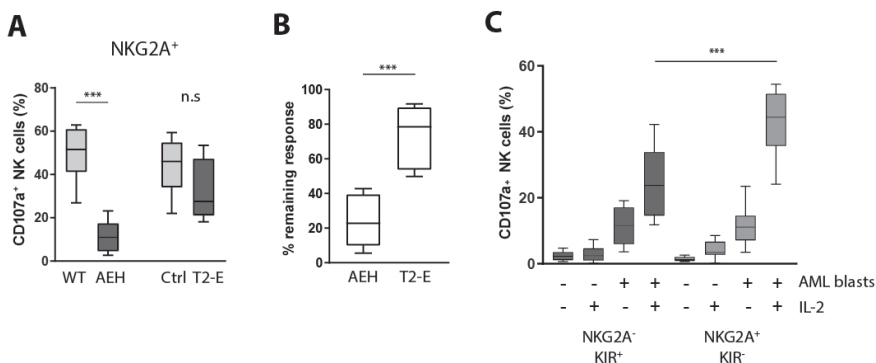 A
NKG2A⁺
CD107a⁺ NK cells (%)
80
60
40
20
0
***
n.s
WT AEH Ctrl T2-E
B
% remaining response
100
80
60
40
20
0
***
AEH T2-E
C
CD107a₊ NK cells (%)
60
40
20
0
***
- - + + - - + + AML blasts
- + - + - + - + IL-2
NKG2A⁻ NKG2A⁺
KIR⁺ KIR⁻